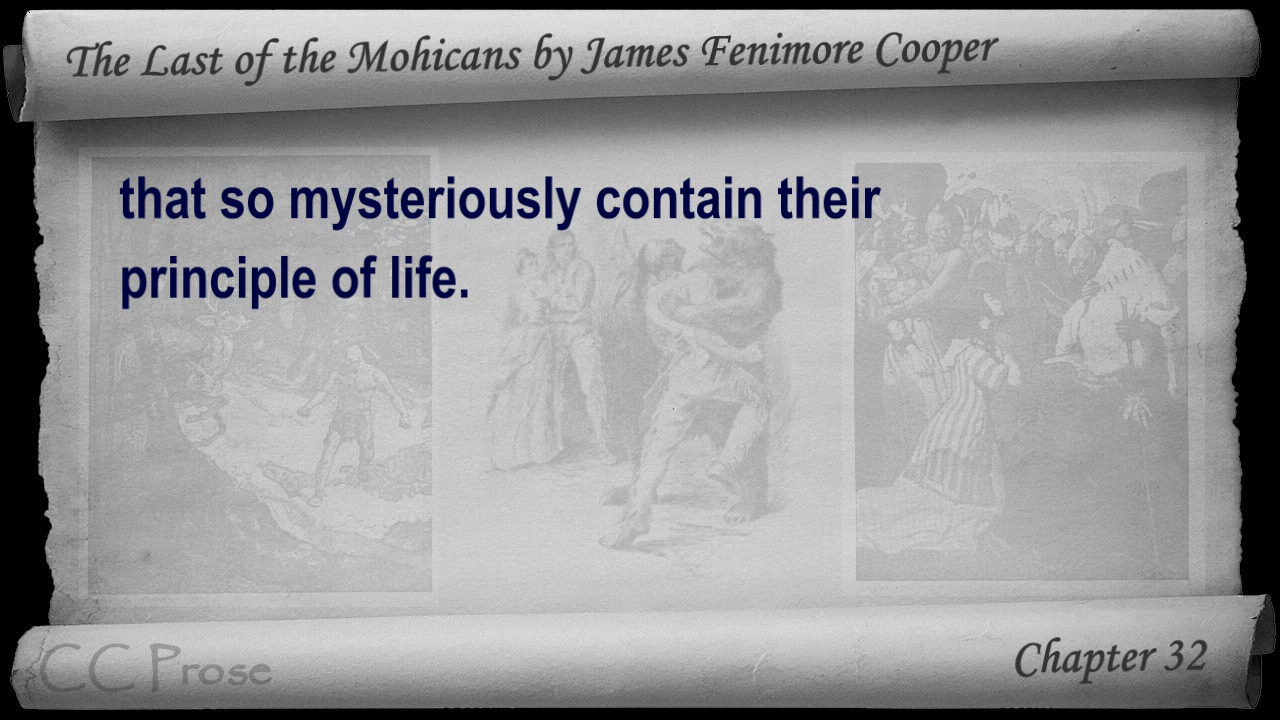 The Last of the Mohicans by James Fenimore Cooper
that so mysteriously contain their
principle of life.
CC Prose
Chapter 32